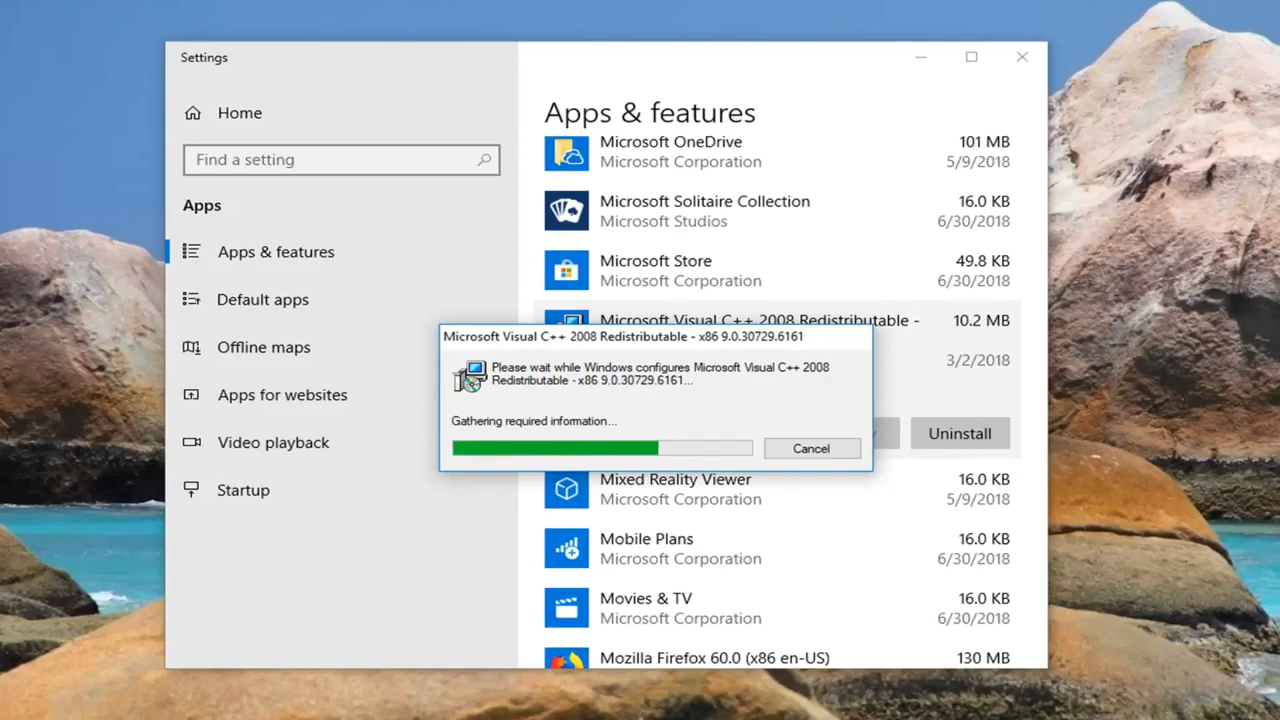 Settings
Home
Find a setting
Apps
Apps & features
Default apps
Offline maps
Apps for websites
Video playback
Startup
Apps & features
Microsoft OneDrive 101 MB
Microsoft Corporation 5/9/2018
Microsoft Solitaire Collection 16.0 KB
Microsoft Studios 6/30/2018
Microsoft Store 49.8 KB
Microsoft Corporation 6/30/2018
Microsoft Visual C++ 2008 Redistributable - 10.2 MB
3/2/2018
Uninstall
Microsoft Visual C++ 2008 Redistributable - x86 9.0.30729.6161
Please wait while Windows configures Microsoft Visual C++ 2008
Redistributable - x86 9.0.30729.6161...
Gathering required information...
Cancel
Mixed Reality Viewer 16.0 KB
Microsoft Corporation 5/9/2018
Mobile Plans 16.0 KB
Microsoft Corporation 6/30/2018
Movies & TV 16.0 KB
Microsoft Corporation 6/30/2018
Mozilla Firefox 60.0 (x86 en-US) 130 MB